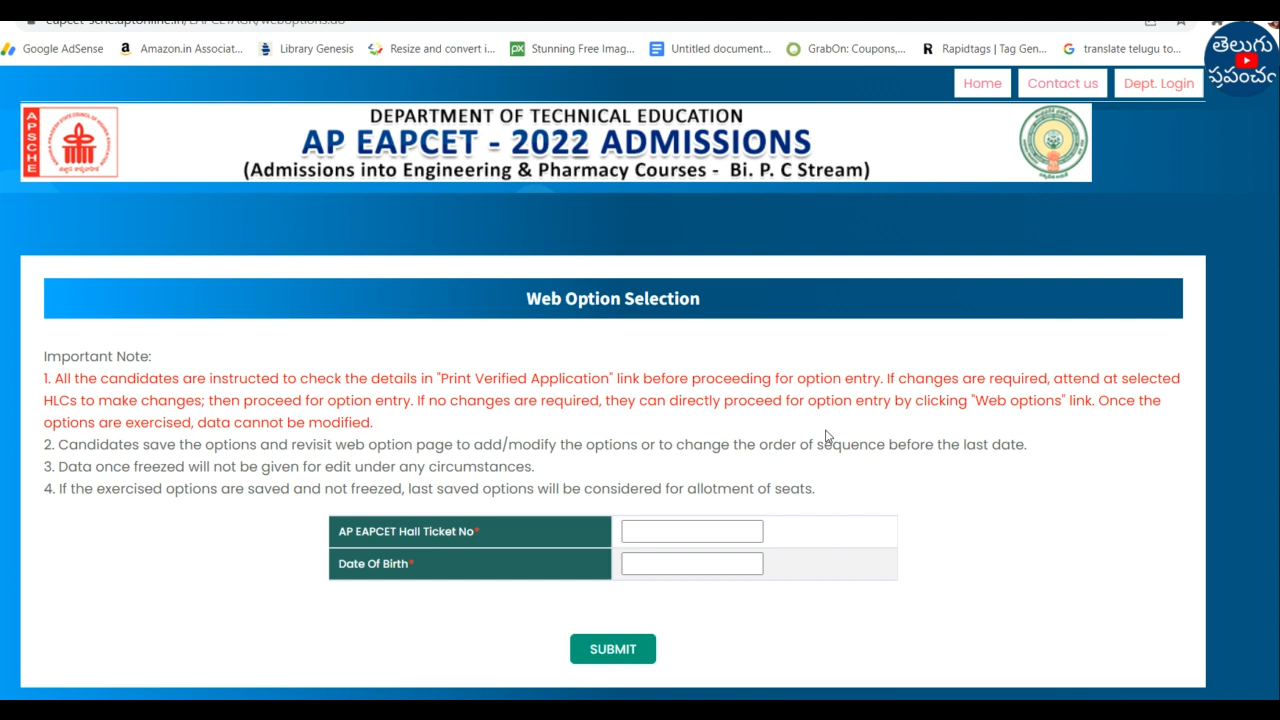 Google AdSense Amazon.in Associat... Library Genesis Resize and convert i... Stunning Free Imag... Untitled document... GrabOn: Coupons,... Rapidtags | Tag Gen... translate telugu to...
తెలుగు
ప్రపంచం
Home Contact us Dept. Login
APSCHE
DEPARTMENT OF TECHNICAL EDUCATION
AP EAPCET - 2022 ADMISSIONS
(Admissions into Engineering & Pharmacy Courses - Bi. P. C Stream)
Web Option Selection
Important Note:
1. All the candidates are instructed to check the details in "Print Verified Application" link before proceeding for option entry. If changes are required, attend at selected
HLCs to make changes; then proceed for option entry. If no changes are required, they can directly proceed for option entry by clicking "Web options" link. Once the
options are exercised, data cannot be modified.
2. Candidates save the options and revisit web option page to add/modify the options or to change the order of sequence before the last date.
3. Data once freezed will not be given for edit under any circumstances.
4. If the exercised options are saved and not freezed, last saved options will be considered for allotment of seats.
AP EAPCET Hall Ticket No*
Date Of Birth*
SUBMIT